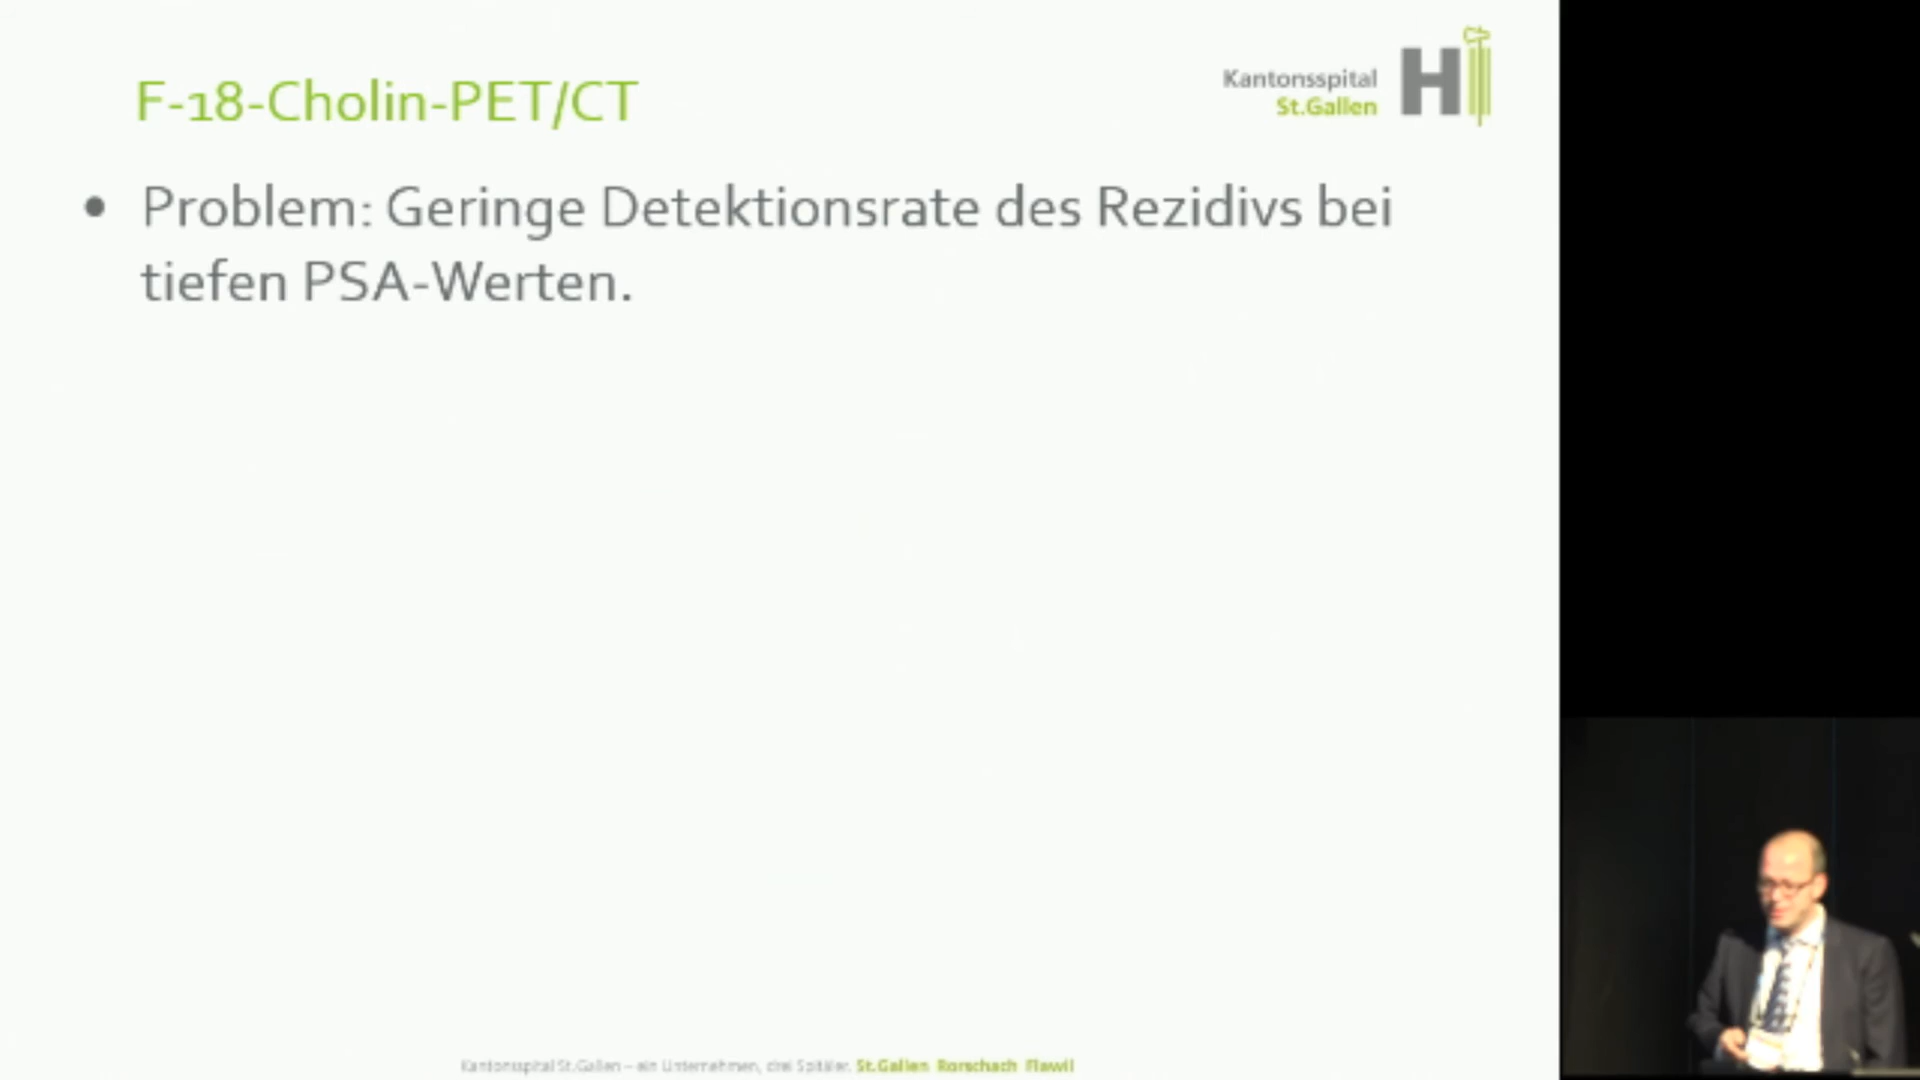 F-18-Cholin-PET/CT
Kantonsspital
St.Gallen
• Problem: Geringe Detektionsrate des Rezidivs bei
tiefen PSA-Werten.
Kantonsspital St.Gallen – ein Unternehmen, drei Spitäler. St.Gallen Rorschach Flawil